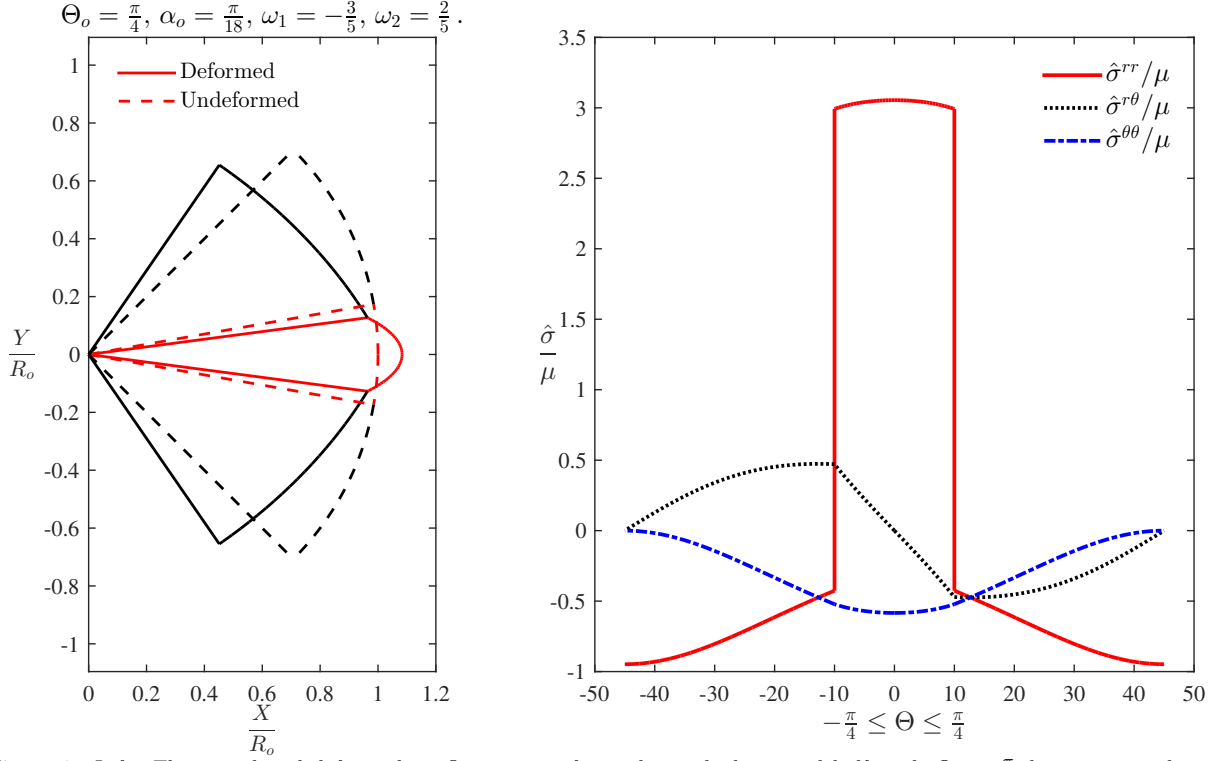 Θ_o = π/4, α_o = π/18, ω_1 = −3/5, ω_2 = 2/5 .
1
0.8
0.6
0.4
0.2
0
-0.2
-0.4
-0.6
-0.8
-1
Y/R_o
Deformed
Undeformed
0 0.2 0.4 0.6 0.8 1 1.2
X/R_o
3.5
3
2.5
2
1.5
1
0.5
0
-0.5
-1
σ̂/μ
σ̂^{rr}/μ
σ̂^{rθ}/μ
σ̂^{θθ}/μ
-50 -40 -30 -20 -10 0 10 20 30 40 50
−π/4 ≤ Θ ≤ π/4